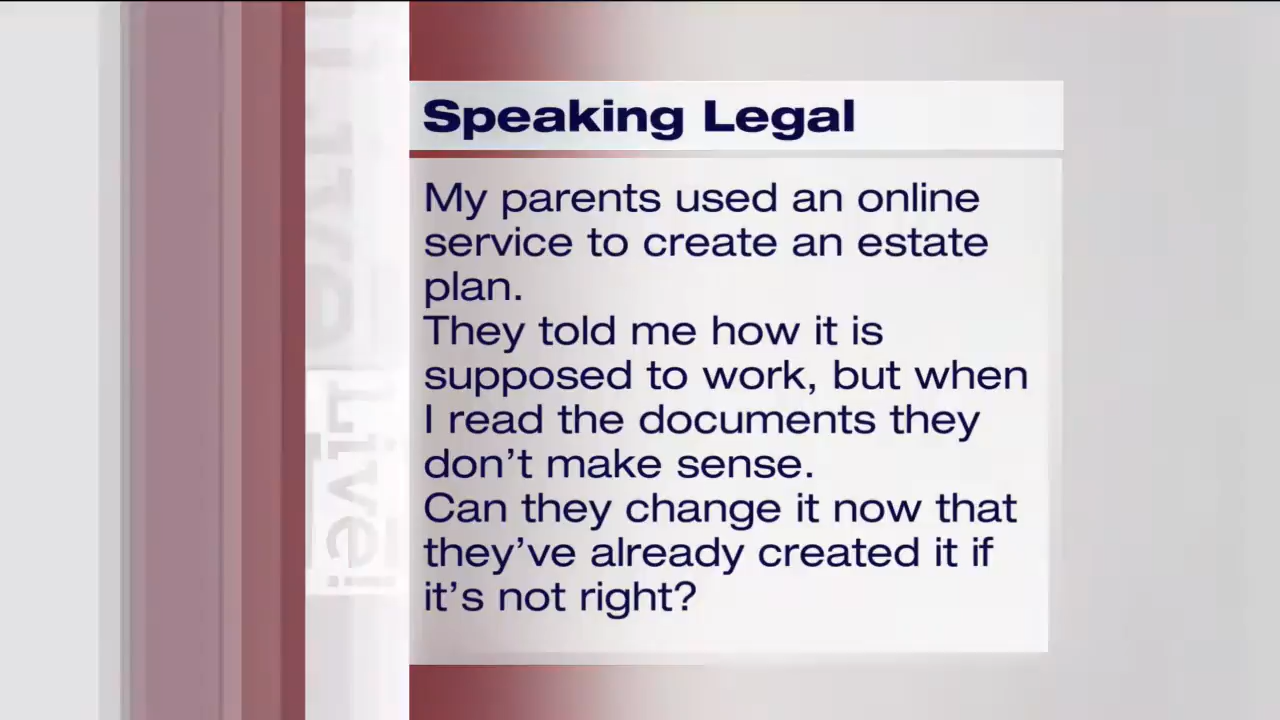 Speaking Legal
My parents used an online
service to create an estate
plan.
They told me how it is
supposed to work, but when
I read the documents they
don't make sense.
Can they change it now that
they've already created it if
it's not right?
Live!